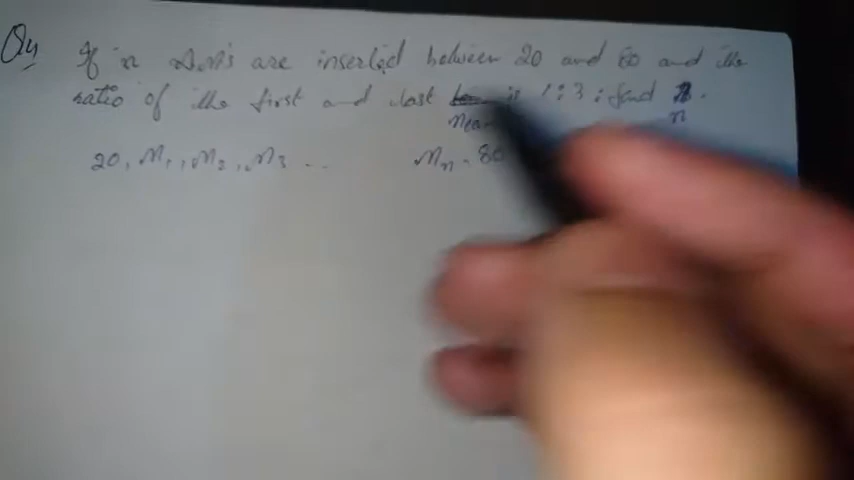 Q4 If n A.M's are inserted between 20 and 80 and the
ratio of the first and last mean is 1:3; find n.
20, M1, M2, M3 ... Mn, 80